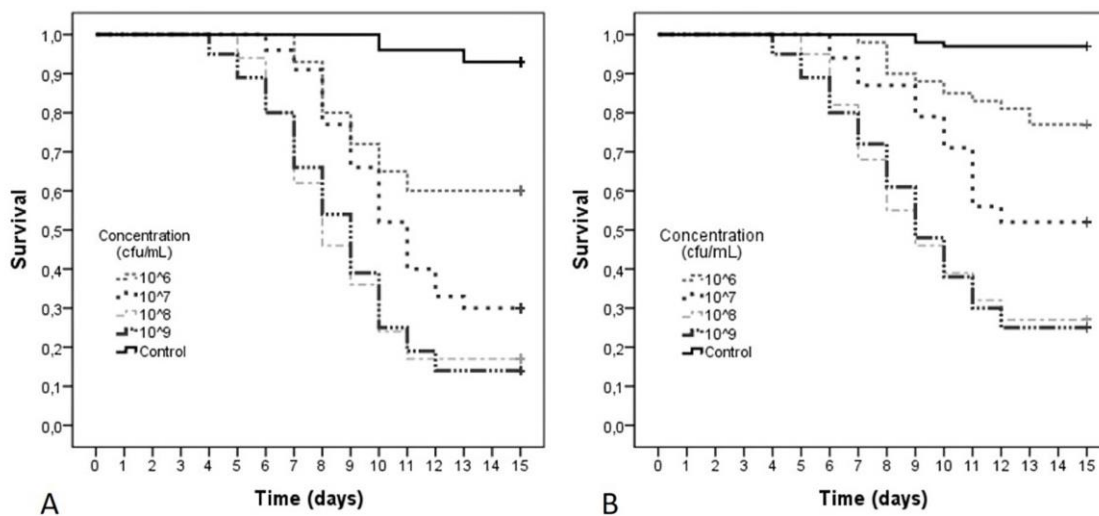 1,0
0,9
0,8
0,7
0,6
0,5
0,4
0,3
0,2
0,1
0,0
Survival
Concentration
(cfu/mL)
10^6
10^7
10^8
10^9
Control
0 1 2 3 4 5 6 7 8 9 10 11 12 13 14 15
Time (days)
A
1,0
0,9
0,8
0,7
0,6
0,5
0,4
0,3
0,2
0,1
0,0
Survival
Concentration
(cfu/mL)
10^6
10^7
10^8
10^9
Control
0 1 2 3 4 5 6 7 8 9 10 11 12 13 14 15
Time (days)
B